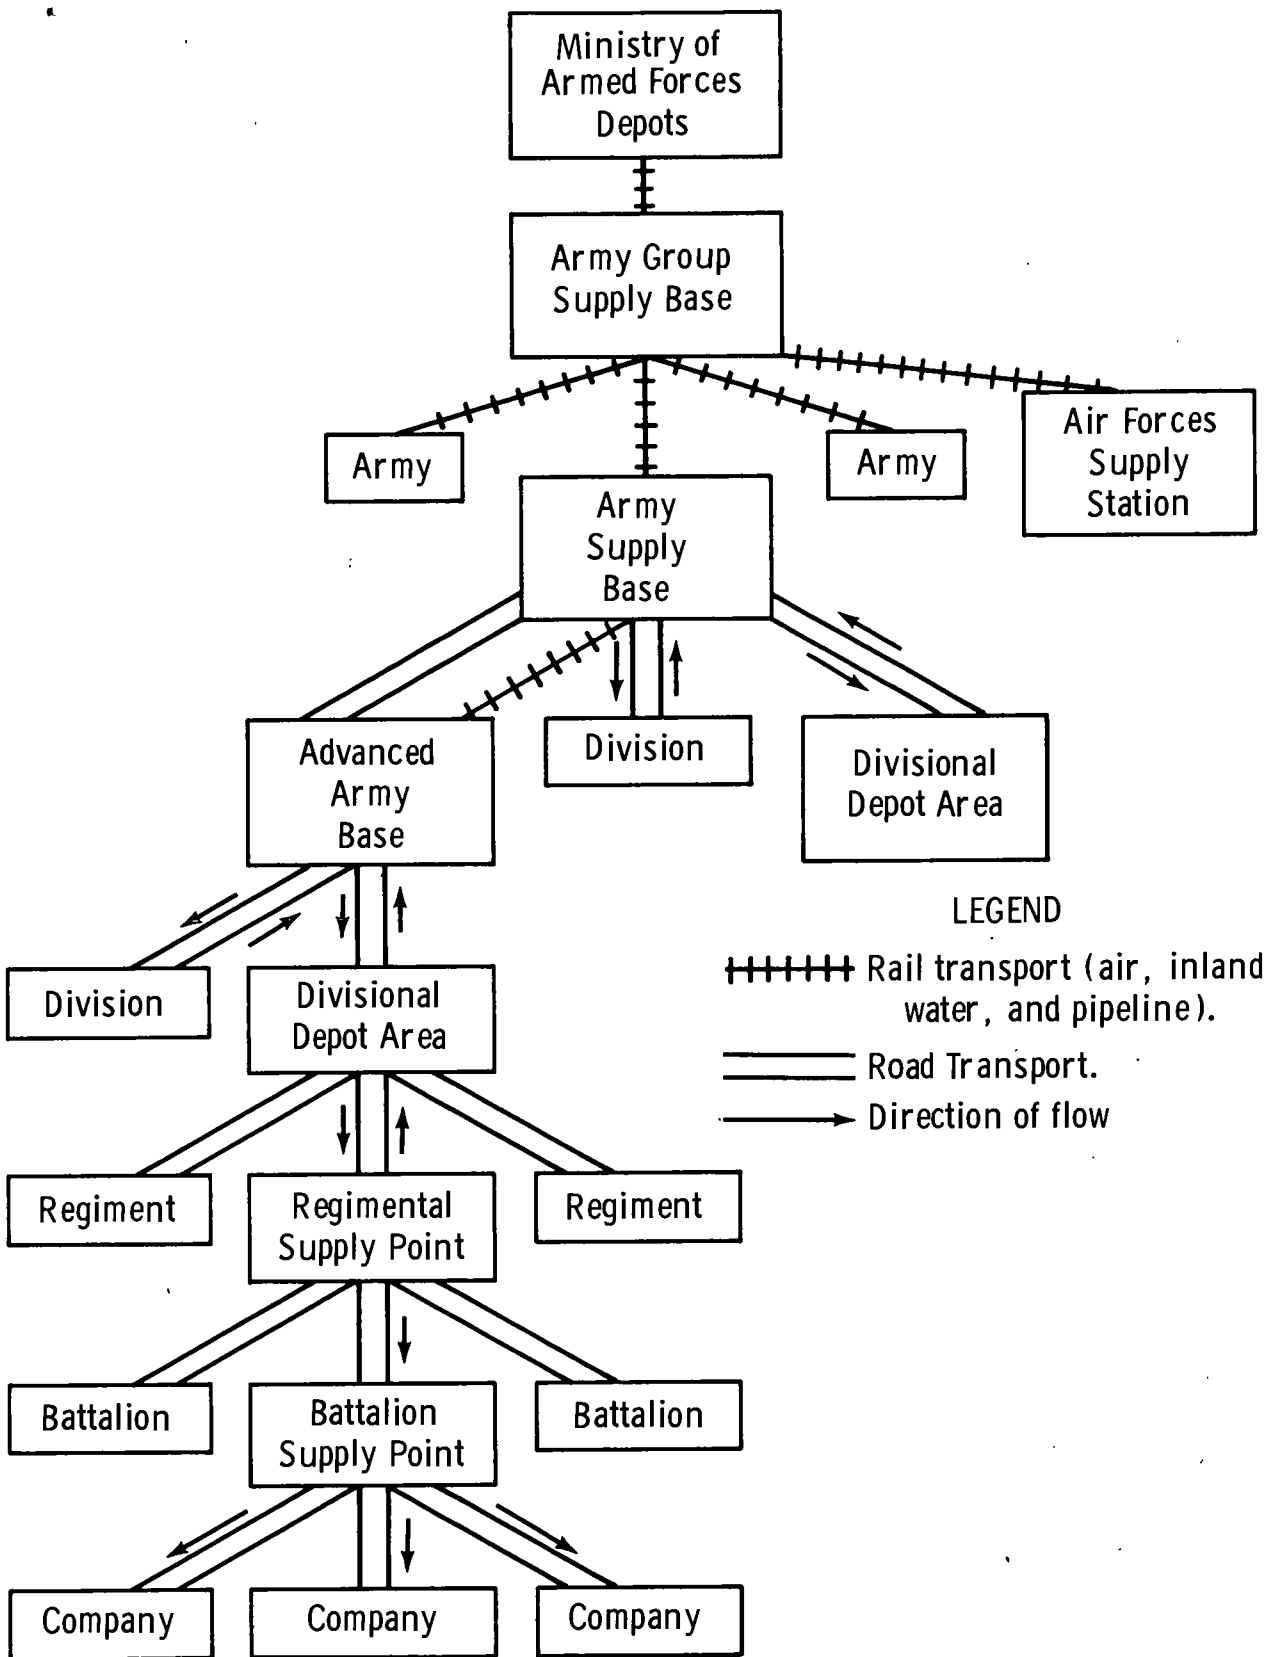 Ministry of
Armed Forces
Depots
Army Group
Supply Base
Army
Army
Air Forces
Supply
Station
Army
Supply
Base
Advanced
Army
Base
Division
Divisional
Depot Area
LEGEND
Rail transport (air, inland
water, and pipeline).
Road Transport.
Direction of flow
Division
Divisional
Depot Area
Regiment
Regimental
Supply Point
Regiment
Battalion
Battalion
Supply Point
Battalion
Company
Company
Company